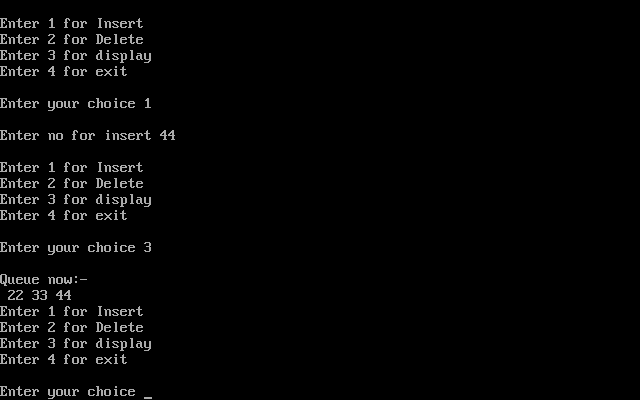 Enter 1 for Insert
Enter 2 for Delete
Enter 3 for display
Enter 4 for exit
Enter your choice 1
Enter no for insert 44
Enter 1 for Insert
Enter 2 for Delete
Enter 3 for display
Enter 4 for exit
Enter your choice 3
Queue now:-
22 33 44
Enter 1 for Insert
Enter 2 for Delete
Enter 3 for display
Enter 4 for exit
Enter your choice _